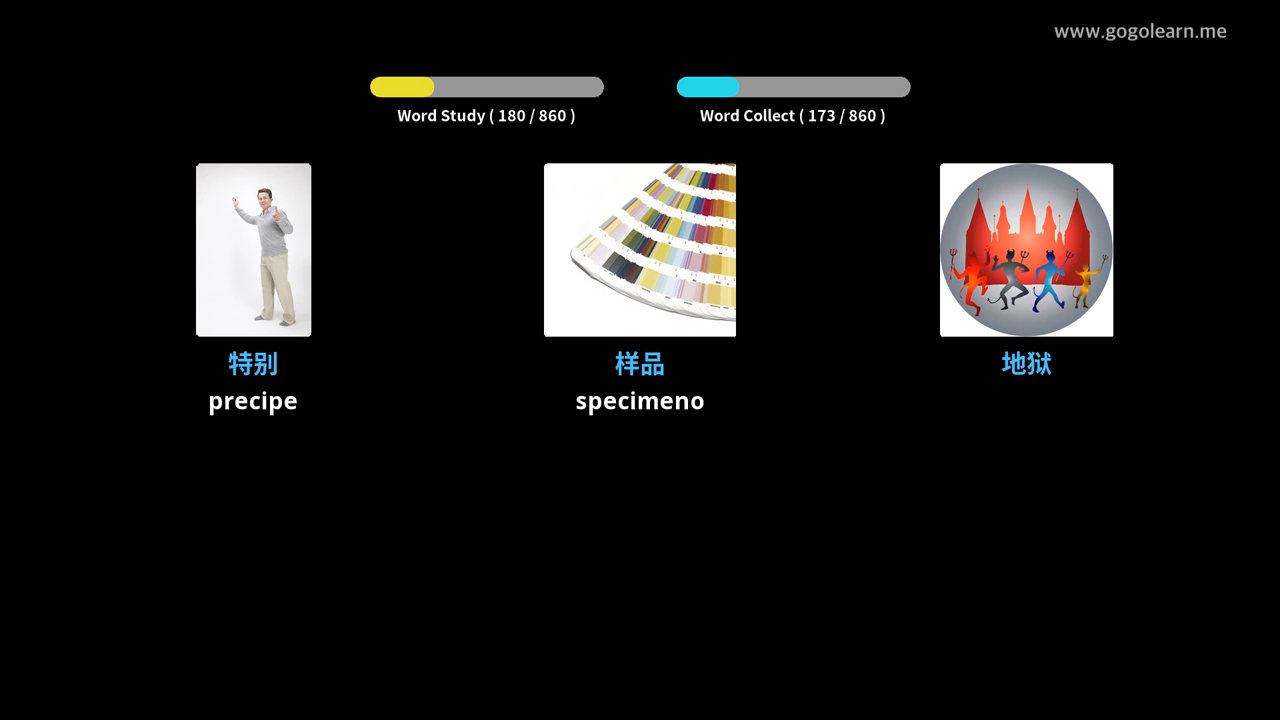 www.gogolearn.me
Word Study ( 180 / 860 )
Word Collect ( 173 / 860 )
特别
样品
地狱
precipe
specimeno